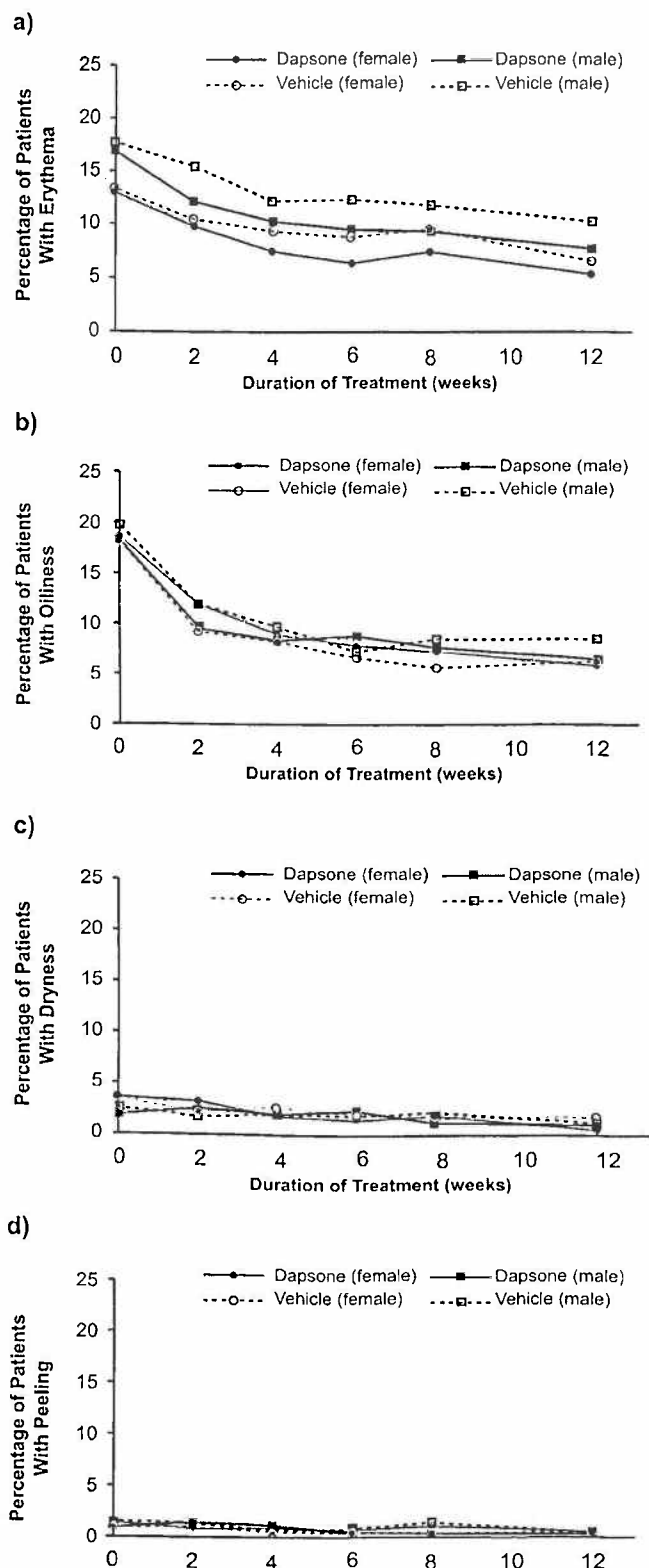 a)
Dapsone (female) Dapsone (male)
Vehicle (female) Vehicle (male)
25
20
15
10
5
0
Percentage of Patients
With Erythema
0 2 4 6 8 10 12
Duration of Treatment (weeks)
b)
Dapsone (female) Dapsone (male)
Vehicle (female) Vehicle (male)
25
20
15
10
5
0
Percentage of Patients
With Oiliness
0 2 4 6 8 10 12
Duration of Treatment (weeks)
c)
Dapsone (female) Dapsone (male)
Vehicle (female) Vehicle (male)
25
20
15
10
5
0
Percentage of Patients
With Dryness
0 2 4 6 8 10 12
Duration of Treatment (weeks)
d)
Dapsone (female) Dapsone (male)
Vehicle (female) Vehicle (male)
25
20
15
10
5
0
Percentage of Patients
With Peeling
0 2 4 6 8 10 12